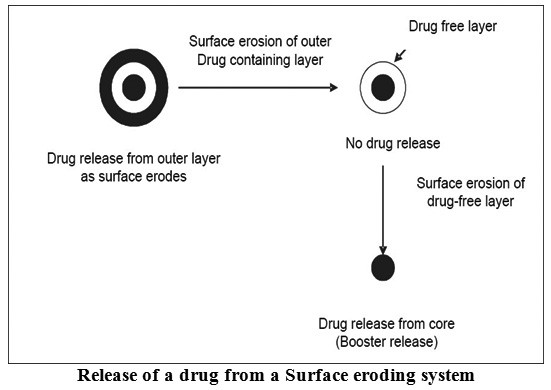 Surface erosion of outer
Drug containing layer
Drug free layer
Drug release from outer layer
as surface erodes
No drug release
Surface erosion of
drug-free layer
Drug release from core
(Booster release)
Release of a drug from a Surface eroding system